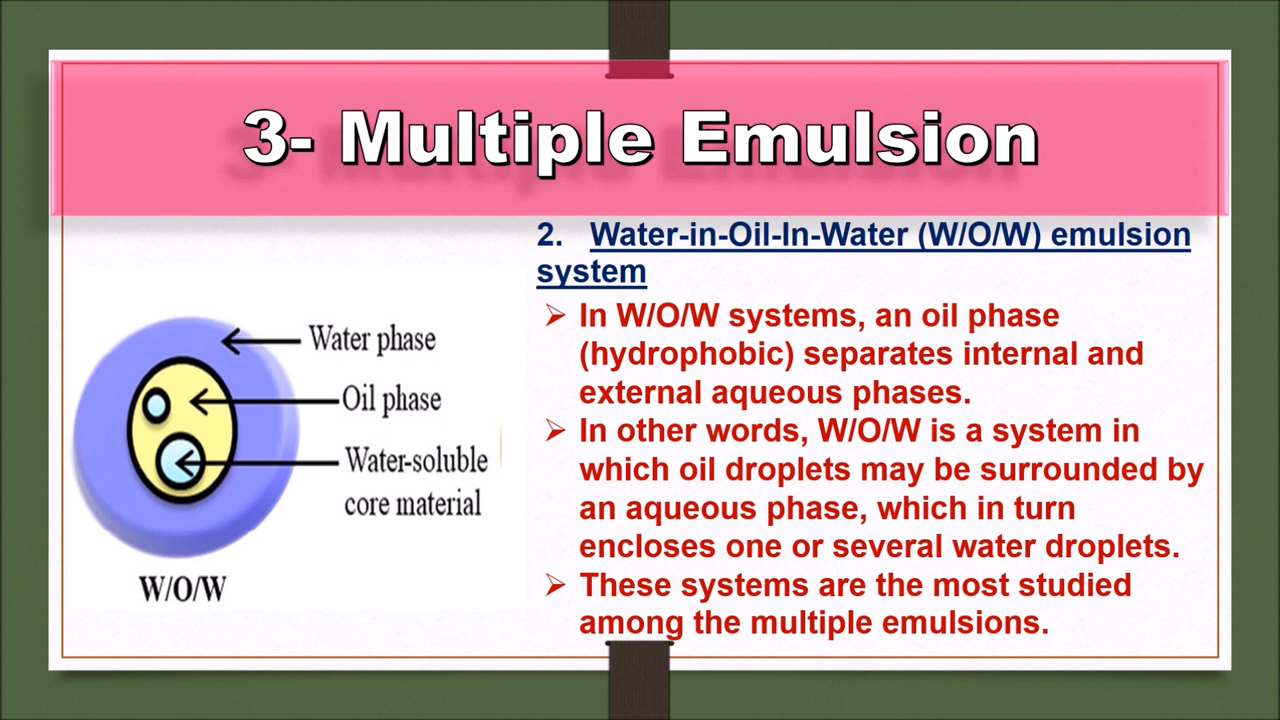 3- Multiple Emulsion
2. Water-in-Oil-In-Water (W/O/W) emulsion
system
➢ In W/O/W systems, an oil phase
(hydrophobic) separates internal and
external aqueous phases.
➢ In other words, W/O/W is a system in
which oil droplets may be surrounded by
an aqueous phase, which in turn
encloses one or several water droplets.
➢ These systems are the most studied
among the multiple emulsions.
Water phase
Oil phase
Water-soluble
core material
W/O/W